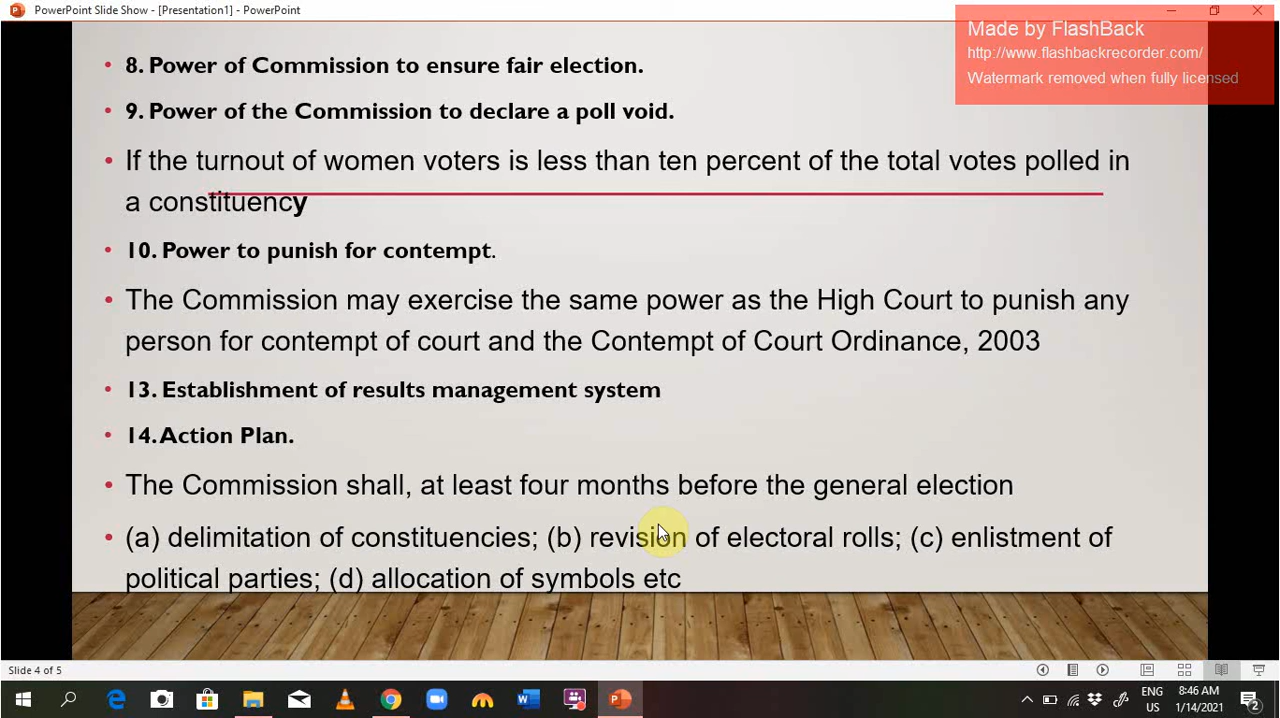 PowerPoint Slide Show - [Presentation1] - PowerPoint
Made by FlashBack
http://www.flashbackrecorder.com/
Watermark removed when fully licensed
• 8. Power of Commission to ensure fair election.
• 9. Power of the Commission to declare a poll void.
• If the turnout of women voters is less than ten percent of the total votes polled in
a constituency
• 10. Power to punish for contempt.
• The Commission may exercise the same power as the High Court to punish any
person for contempt of court and the Contempt of Court Ordinance, 2003
• 13. Establishment of results management system
• 14. Action Plan.
• The Commission shall, at least four months before the general election
• (a) delimitation of constituencies; (b) revision of electoral rolls; (c) enlistment of
political parties; (d) allocation of symbols etc
Slide 4 of 5
ENG
US
8:46 AM
1/14/2021
2